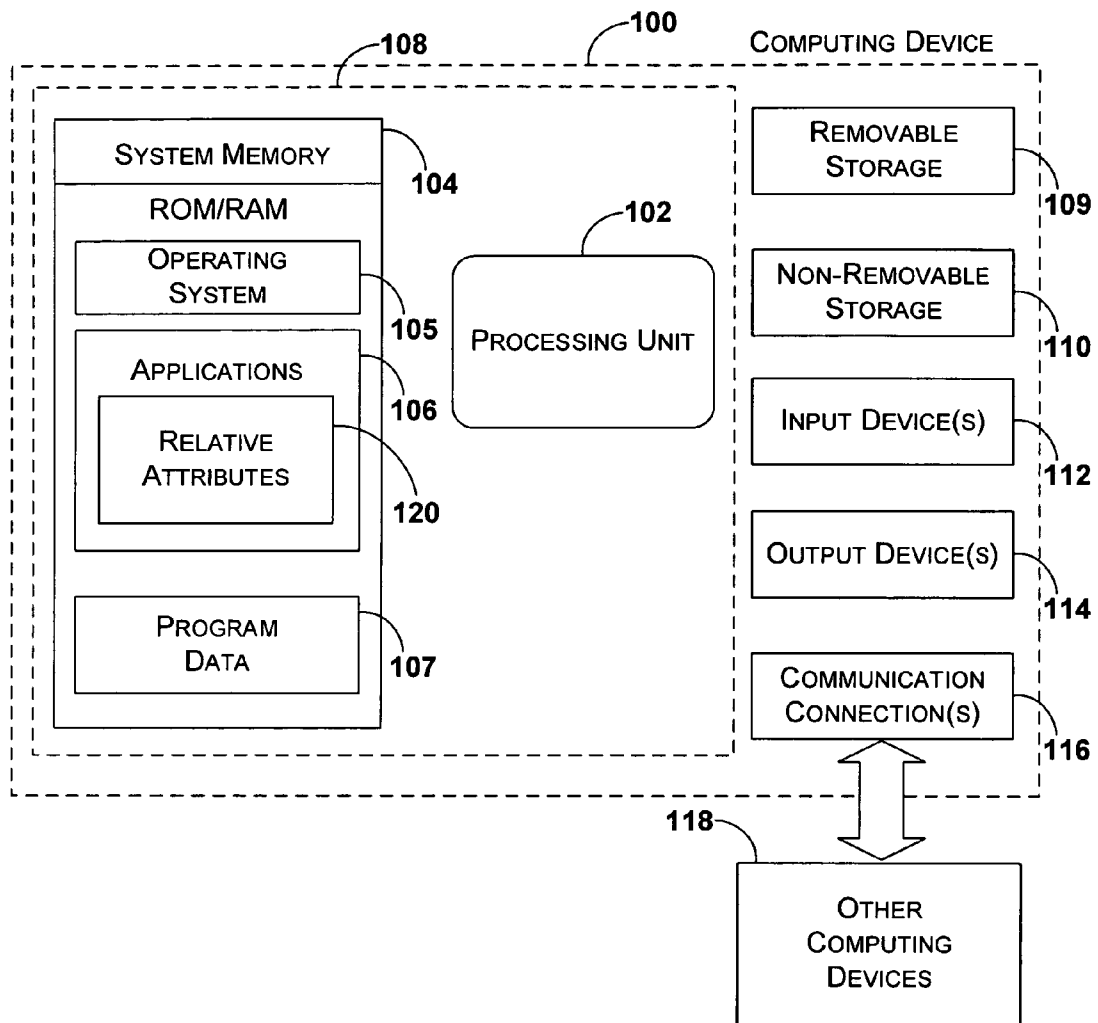 100
COMPUTING DEVICE
108
SYSTEM MEMORY
104
ROM/RAM
OPERATING
SYSTEM
105
APPLICATIONS
106
RELATIVE
ATTRIBUTES
120
PROGRAM
DATA
107
102
PROCESSING UNIT
REMOVABLE
STORAGE
109
NON-REMOVABLE
STORAGE
110
INPUT DEVICE(S)
112
OUTPUT DEVICE(S)
114
COMMUNICATION
CONNECTION(S)
116
118
OTHER
COMPUTING
DEVICES